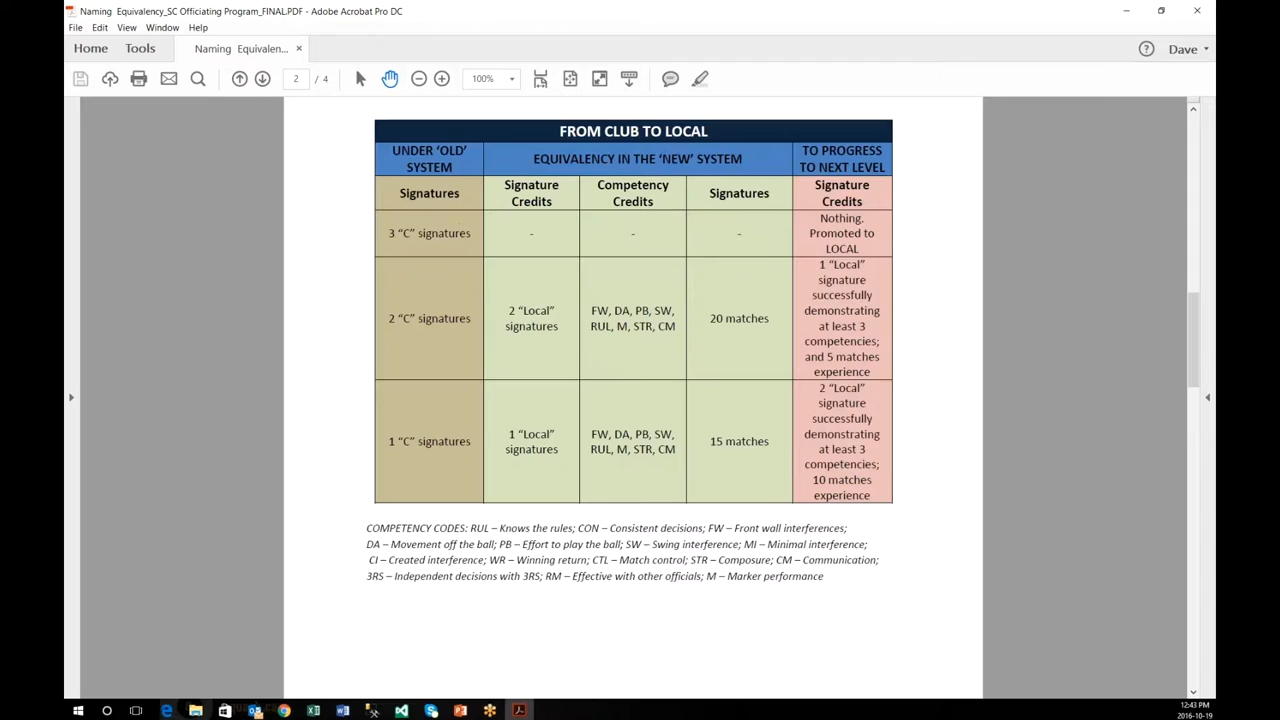 Naming Equivalency_SC Officiating Program_FINAL.PDF - Adobe Acrobat Pro DC
File Edit View Window Help
Home Tools Naming Equivalen... × Dave
2 / 4 100%
FROM CLUB TO LOCAL
UNDER ‘OLD’
SYSTEM
EQUIVALENCY IN THE ‘NEW’ SYSTEM
TO PROGRESS
TO NEXT LEVEL
Signatures
Signature
Credits
Competency
Credits
Signatures
Signature
Credits
3 “C” signatures
-
-
-
Nothing.
Promoted to
LOCAL
2 “C” signatures
2 “Local”
signatures
FW, DA, PB, SW,
RUL, M, STR, CM
20 matches
1 “Local”
signature
successfully
demonstrating
at least 3
competencies;
and 5 matches
experience
1 “C” signatures
1 “Local”
signatures
FW, DA, PB, SW,
RUL, M, STR, CM
15 matches
2 “Local”
signature
successfully
demonstrating
at least 3
competencies;
10 matches
experience
COMPETENCY CODES: RUL – Knows the rules; CON – Consistent decisions; FW – Front wall interferences;
DA – Movement off the ball; PB – Effort to play the ball; SW – Swing interference; MI – Minimal interference;
CI – Created interference; WR – Winning return; CTL – Match control; STR – Composure; CM – Communication;
3RS – Independent decisions with 3RS; RM – Effective with other officials; M – Marker performance
12:43 PM
2016-10-19